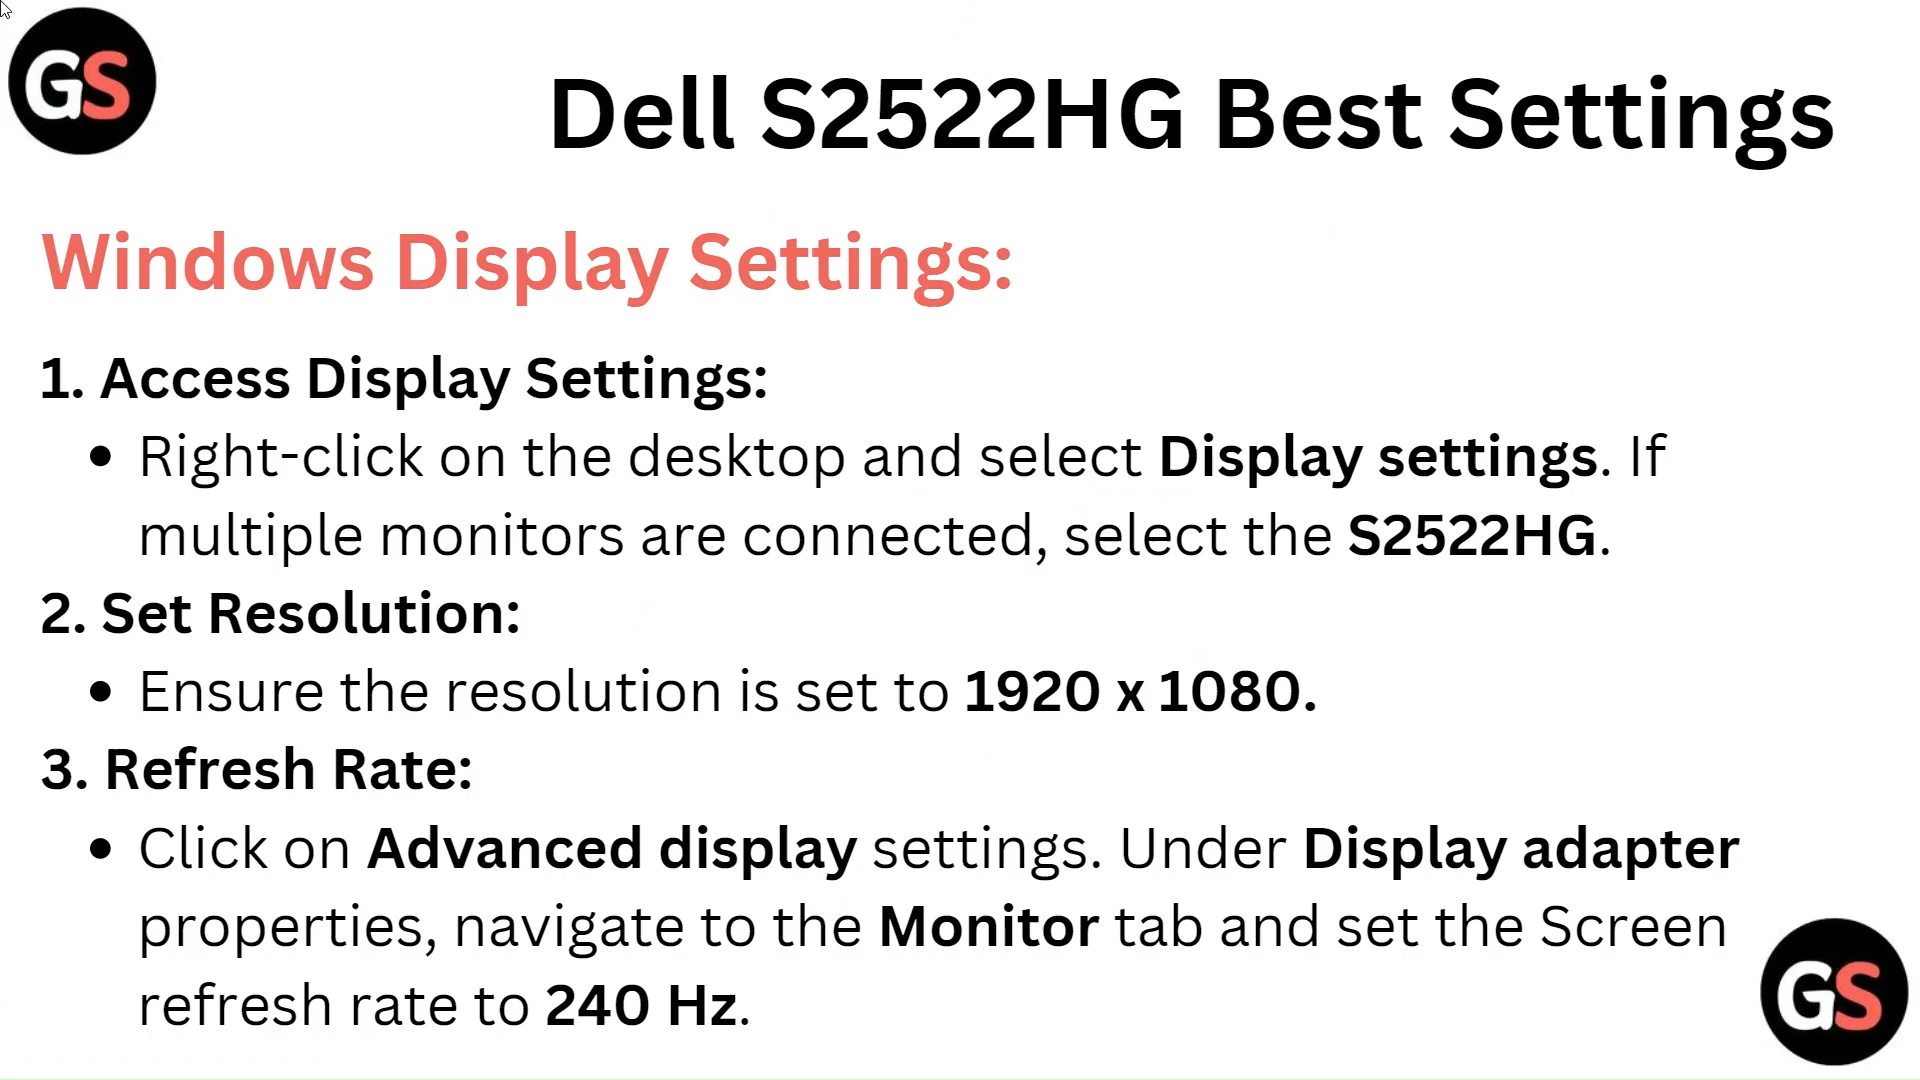 GS
Dell S2522HG Best Settings
Windows Display Settings:
1. Access Display Settings:
• Right-click on the desktop and select Display settings. If
multiple monitors are connected, select the S2522HG.
2. Set Resolution:
• Ensure the resolution is set to 1920 x 1080.
3. Refresh Rate:
• Click on Advanced display settings. Under Display adapter
properties, navigate to the Monitor tab and set the Screen
refresh rate to 240 Hz.
GS